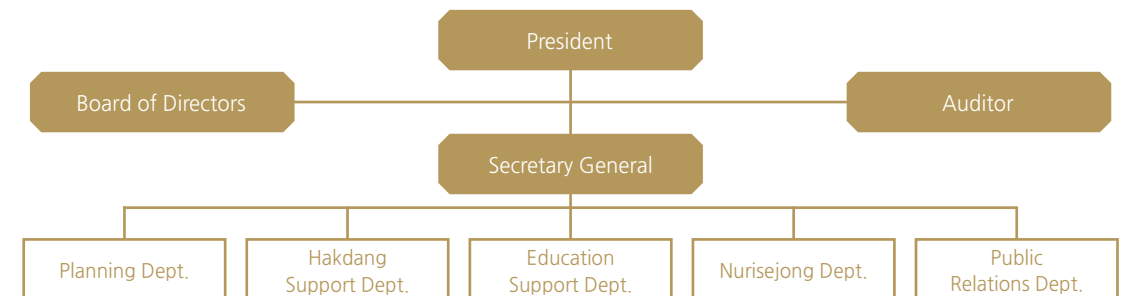 President
Board of Directors
Auditor
Secretary General
Planning Dept.
Hakdang
Support Dept.
Education
Support Dept.
Nurisejong Dept.
Public
Relations Dept.